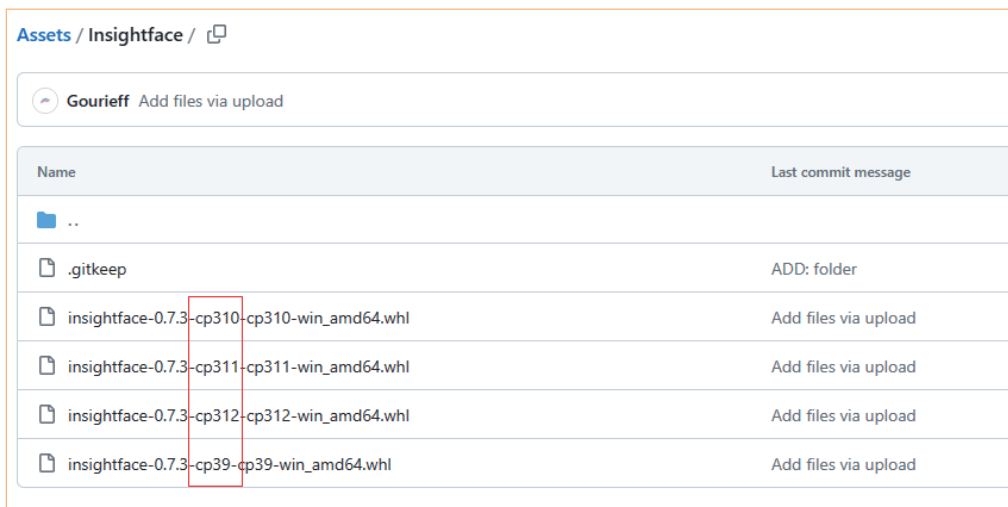 Assets / Insightface /
Gourieff Add files via upload
Name Last commit message
..
.gitkeep ADD: folder
insightface-0.7.3-cp310-cp310-win_amd64.whl Add files via upload
insightface-0.7.3-cp311-cp311-win_amd64.whl Add files via upload
insightface-0.7.3-cp312-cp312-win_amd64.whl Add files via upload
insightface-0.7.3-cp39-cp39-win_amd64.whl Add files via upload